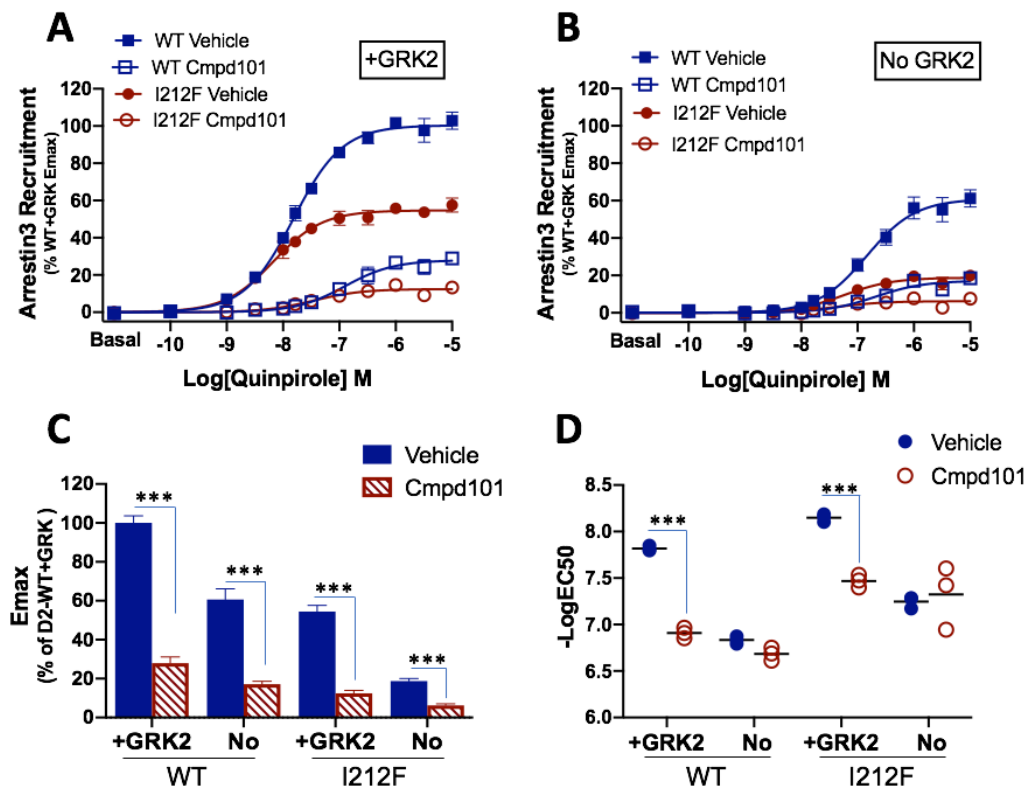 A
WT Vehicle
WT Cmpd101
I212F Vehicle
I212F Cmpd101
+GRK2
Arrestin3 Recruitment
(% WT+GRK Emax)
120
100
80
60
40
20
0
Basal -10 -9 -8 -7 -6 -5
Log[Quinpirole] M
B
WT Vehicle
WT Cmpd101
I212F Vehicle
I212F Cmpd101
No GRK2
Arrestin3 Recruitment
(% WT+GRK Emax)
120
100
80
60
40
20
0
Basal -10 -9 -8 -7 -6 -5
Log[Quinpirole] M
C
Vehicle
Cmpd101
Emax
(% of D2-WT+GRK)
120
100
80
60
40
20
0
***
***
***
***
+GRK2 No +GRK2 No
WT I212F
D
Vehicle
Cmpd101
-LogEC50
8.5
8.0
7.5
7.0
6.5
6.0
***
***
+GRK2 No +GRK2 No
WT I212F